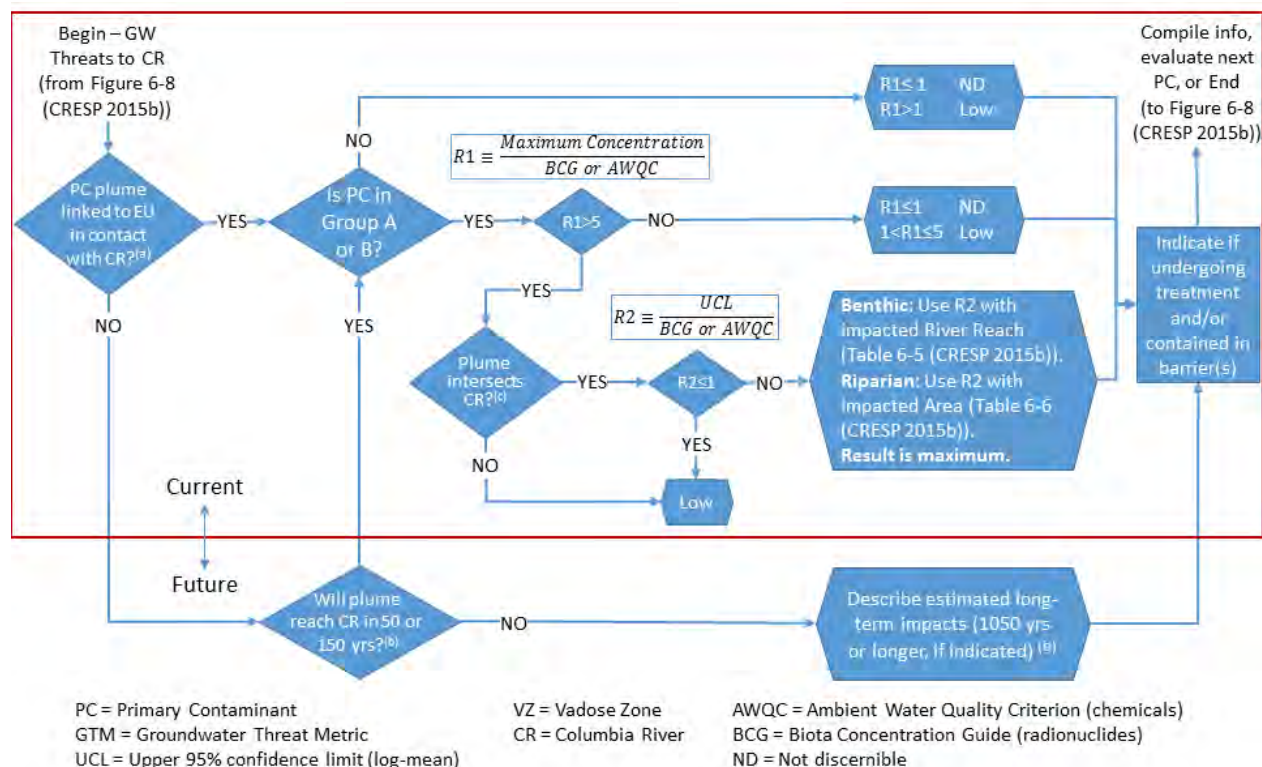 Begin – GW
Threats to CR
(from Figure 6-8
(CRESP 2015b))
Compile info,
evaluate next
PC, or End
(to Figure 6-8
(CRESP 2015b))
R1≤ 1 ND
R1>1 Low
NO
NO
R1 ≡ Maximum Concentration
BCG or AWQC
PC plume
linked to EU
in contact
with CR?(a)
YES
Is PC in
Group A
or B?
YES
R1>5
NO
R1≤1 ND
1<R1≤5 Low
Indicate if
undergoing
treatment
and/or
contained in
barrier(s)
YES
NO
YES
R2 ≡ UCL
BCG or AWQC
Plume
intersects
CR?(c)
YES
R2≤1
NO
Benthic: Use R2 with
impacted River Reach
(Table 6-5 (CRESP 2015b)).
Riparian: Use R2 with
Impacted Area (Table 6-6
(CRESP 2015b)).
Result is maximum.
YES
NO
Low
Current
Future
Will plume
reach CR in 50 or
150 yrs?(b)
NO
Describe estimated long-
term impacts (1050 yrs
or longer, if indicated)
PC = Primary Contaminant
GTM = Groundwater Threat Metric
UCL = Upper 95% confidence limit (log-mean)
VZ = Vadose Zone
CR = Columbia River
AWQC = Ambient Water Quality Criterion (chemicals)
BCG = Biota Concentration Guide (radionuclides)
ND = Not discernible